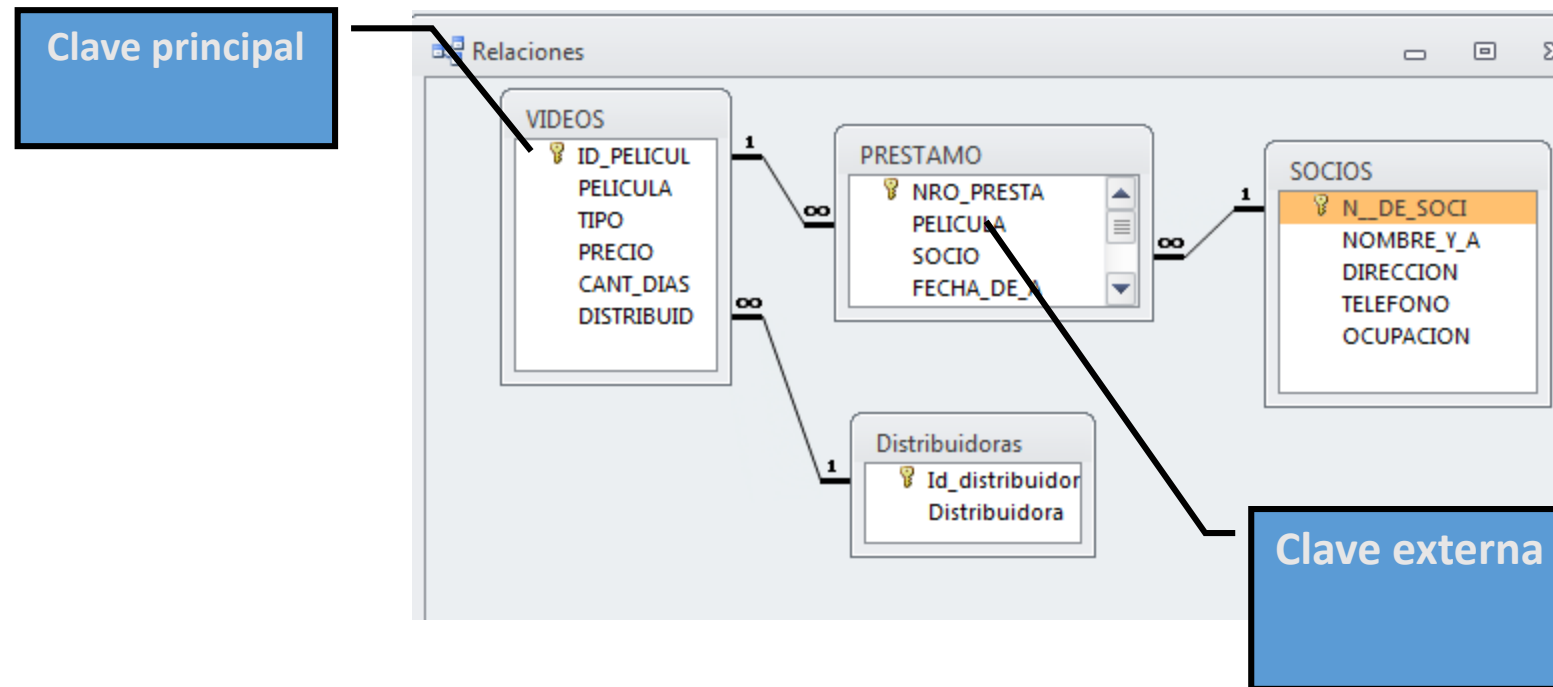 Clave principal
Relaciones
VIDEOS
ID_PELICUL
PELICULA
TIPO
PRECIO
CANT_DIAS
DISTRIBUID
1
∞
∞
1
PRESTAMO
NRO_PRESTA
PELICULA
SOCIO
FECHA_DE_A
∞
1
SOCIOS
N__DE_SOCI
NOMBRE_Y_A
DIRECCION
TELEFONO
OCUPACION
Distribuidoras
Id_distribuidor
Distribuidora
Clave externa